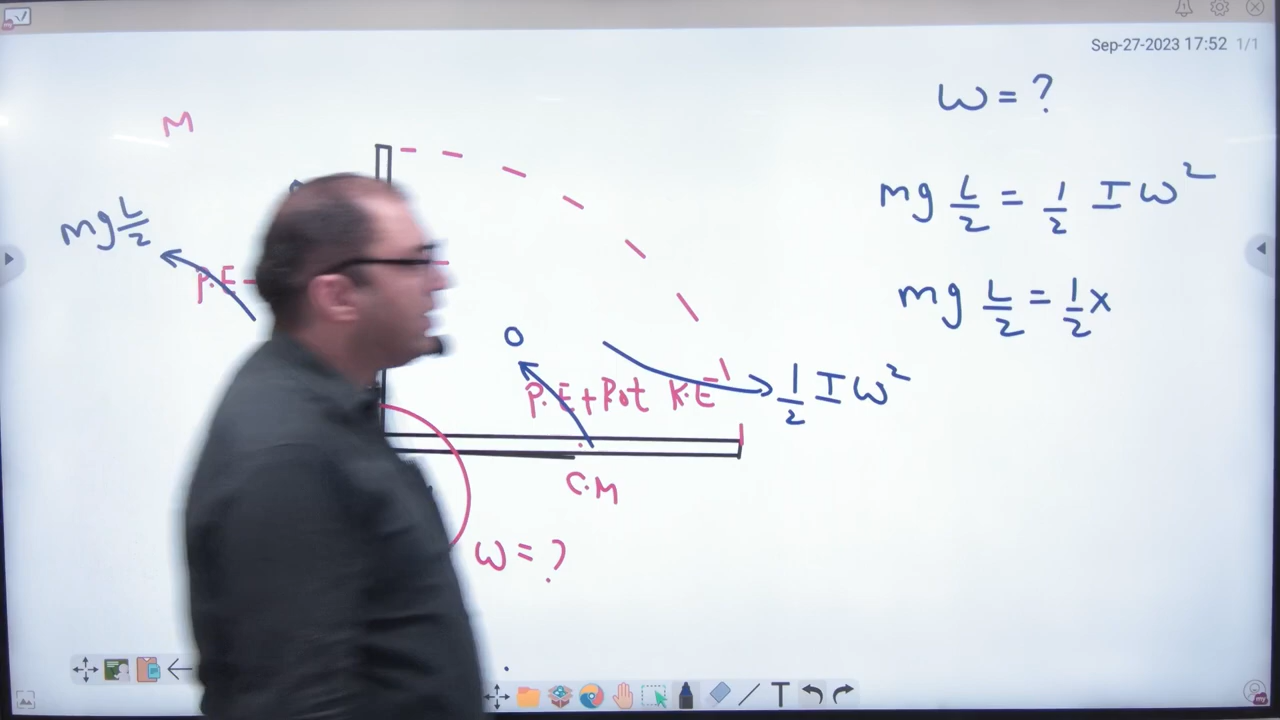 Sep-27-2023 17:52 1/1
ω = ?
M
mg L/2 = 1/2 I ω²
mg L/2
P.E
mg L/2 = 1/2 x
0
P.E + Rot K.E
1/2 I ω²
C.M
ω = ?
T